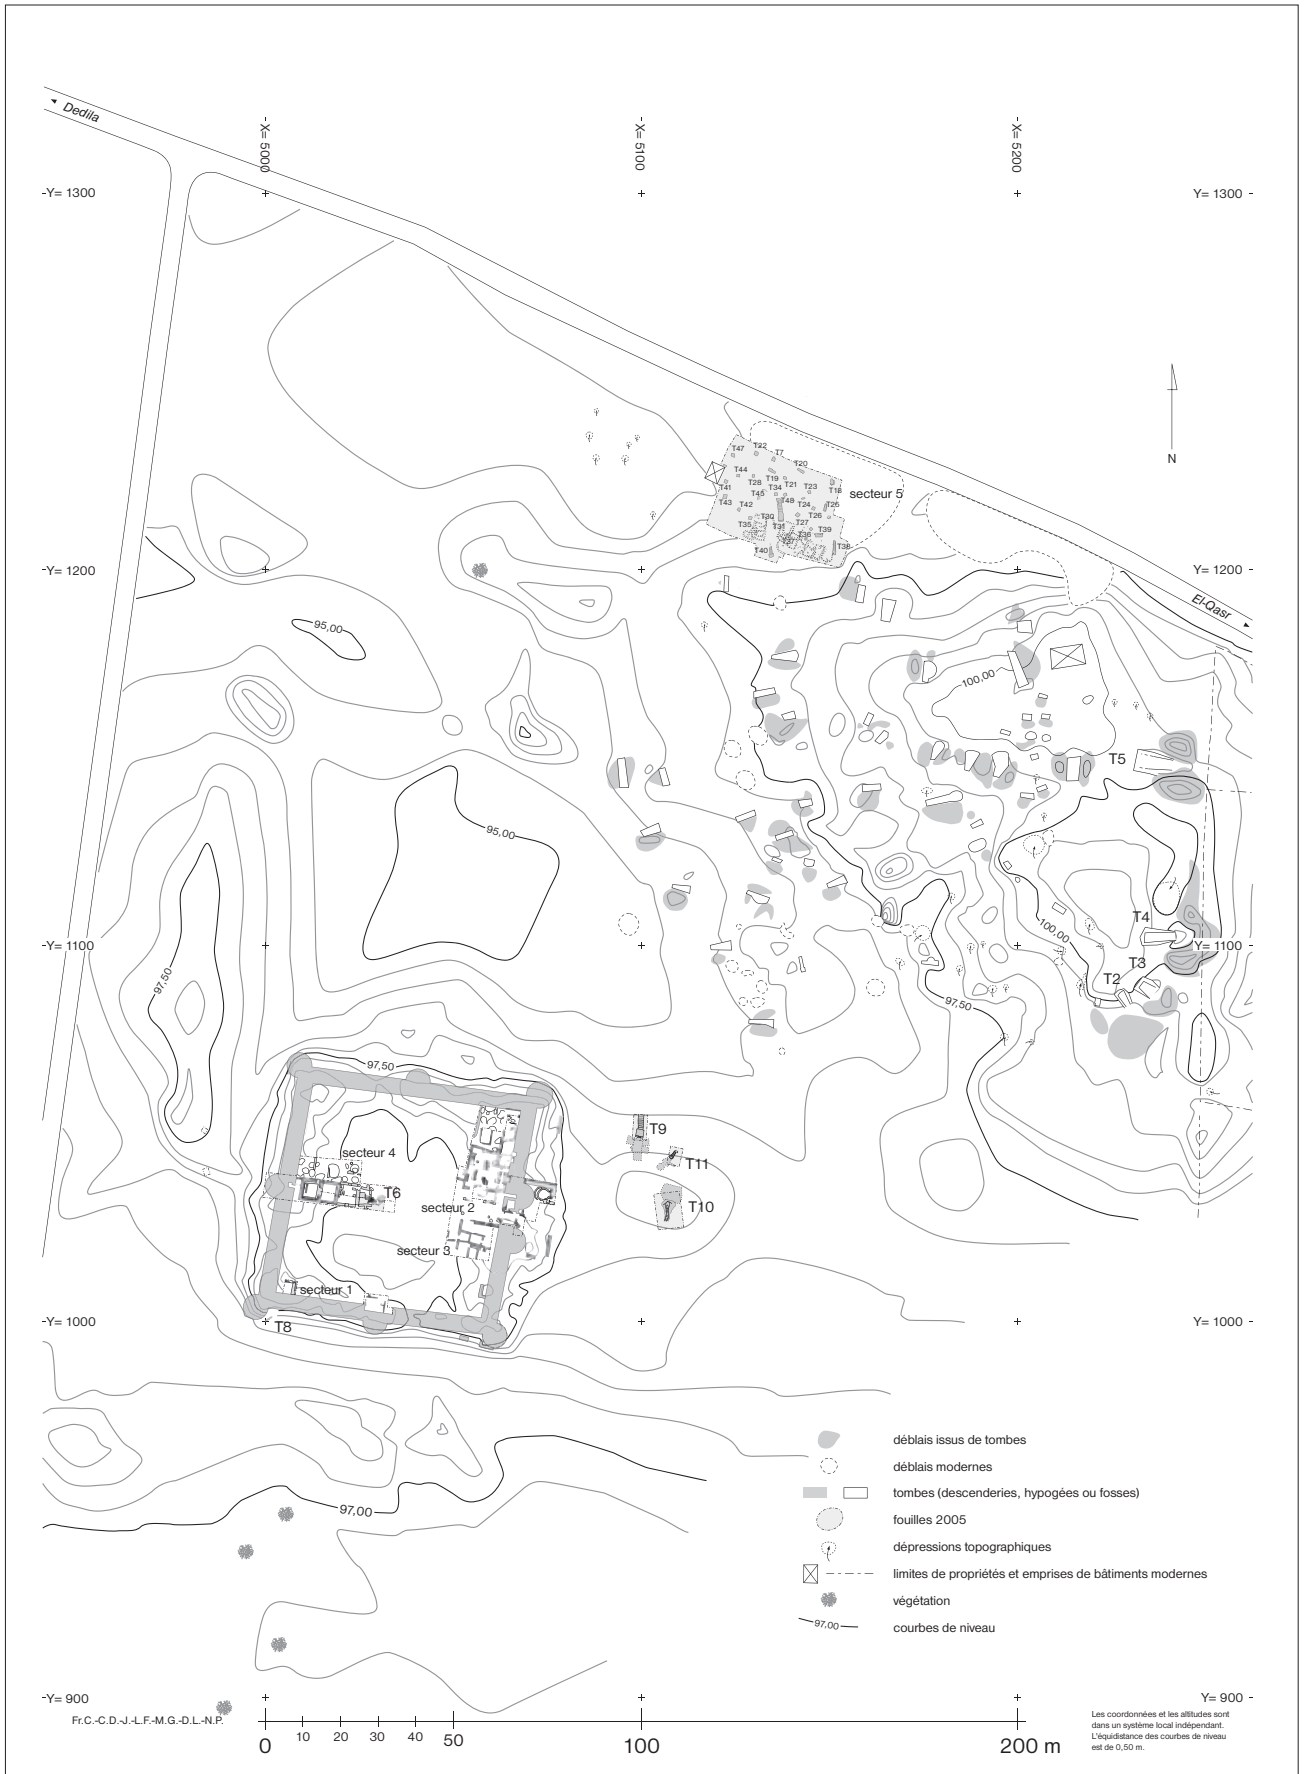 Dedila
X= 5000
X= 5100
X= 5200
Y= 1300
Y= 1300
N
T47
T22
T7
T20
T44
T19
T28
T21
T18
T41
T34
T23
secteur 5
T43
T45
T48
T24
T25
T42
T30
T26
T35
T31
T27
T39
T36
T37
T38
T40
Y= 1200
Y= 1200
El-Qasr
95,00
100,00
T5
95,00
T4
100,00
Y= 1100
Y= 1100
97,50
T3
T2
97,50
97,50
T9
secteur 4
T11
T6
secteur 2
T10
secteur 3
secteur 1
Y= 1000
T8
Y= 1000
déblais issus de tombes
déblais modernes
tombes (descenderies, hypogées ou fosses)
97,00
fouilles 2005
dépressions topographiques
limites de propriétés et emprises de bâtiments modernes
végétation
97,00
courbes de niveau
Y= 900
Y= 900
Fr.C.-C.D.-J.-L.F.-M.G.-D.L.-N.P.
10 20 30 40 50
0 100 200 m
Les coordonnées et les altitudes sont
dans un système local indépendant.
L'équidistance des courbes de niveau
est de 0,50 m.